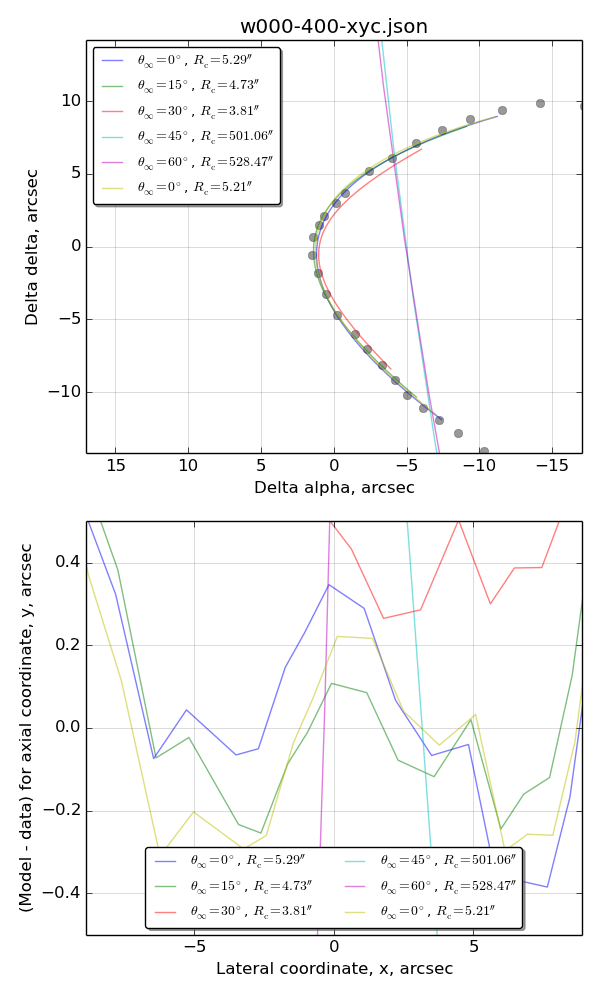 w000-400-xyc.json
θ∞=0°, Rc=5.29″
θ∞=15°, Rc=4.73″
θ∞=30°, Rc=3.81″
θ∞=45°, Rc=501.06″
θ∞=60°, Rc=528.47″
θ∞=0°, Rc=5.21″
10
5
0
−5
−10
Delta delta, arcsec
15 10 5 0 −5 −10 −15
Delta alpha, arcsec
0.4
0.2
0.0
−0.2
−0.4
(Model - data) for axial coordinate, y, arcsec
θ∞=0°, Rc=5.29″ θ∞=45°, Rc=501.06″
θ∞=15°, Rc=4.73″ θ∞=60°, Rc=528.47″
θ∞=30°, Rc=3.81″ θ∞=0°, Rc=5.21″
−5 0 5
Lateral coordinate, x, arcsec